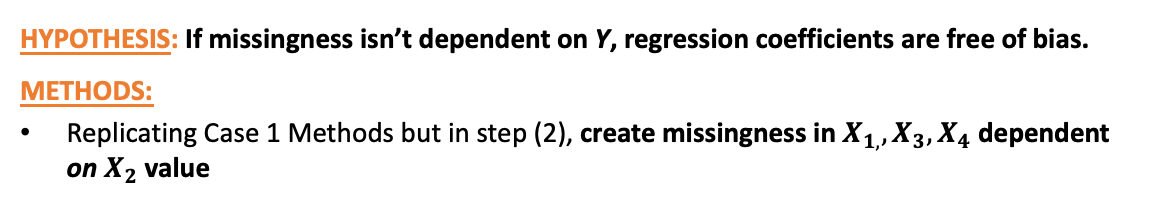 HYPOTHESIS: If missingness isn't dependent on Y, regression coefficients are free of bias.
METHODS:
• Replicating Case 1 Methods but in step (2), create missingness in X₁,, X₃, X₄ dependent
on X₂ value